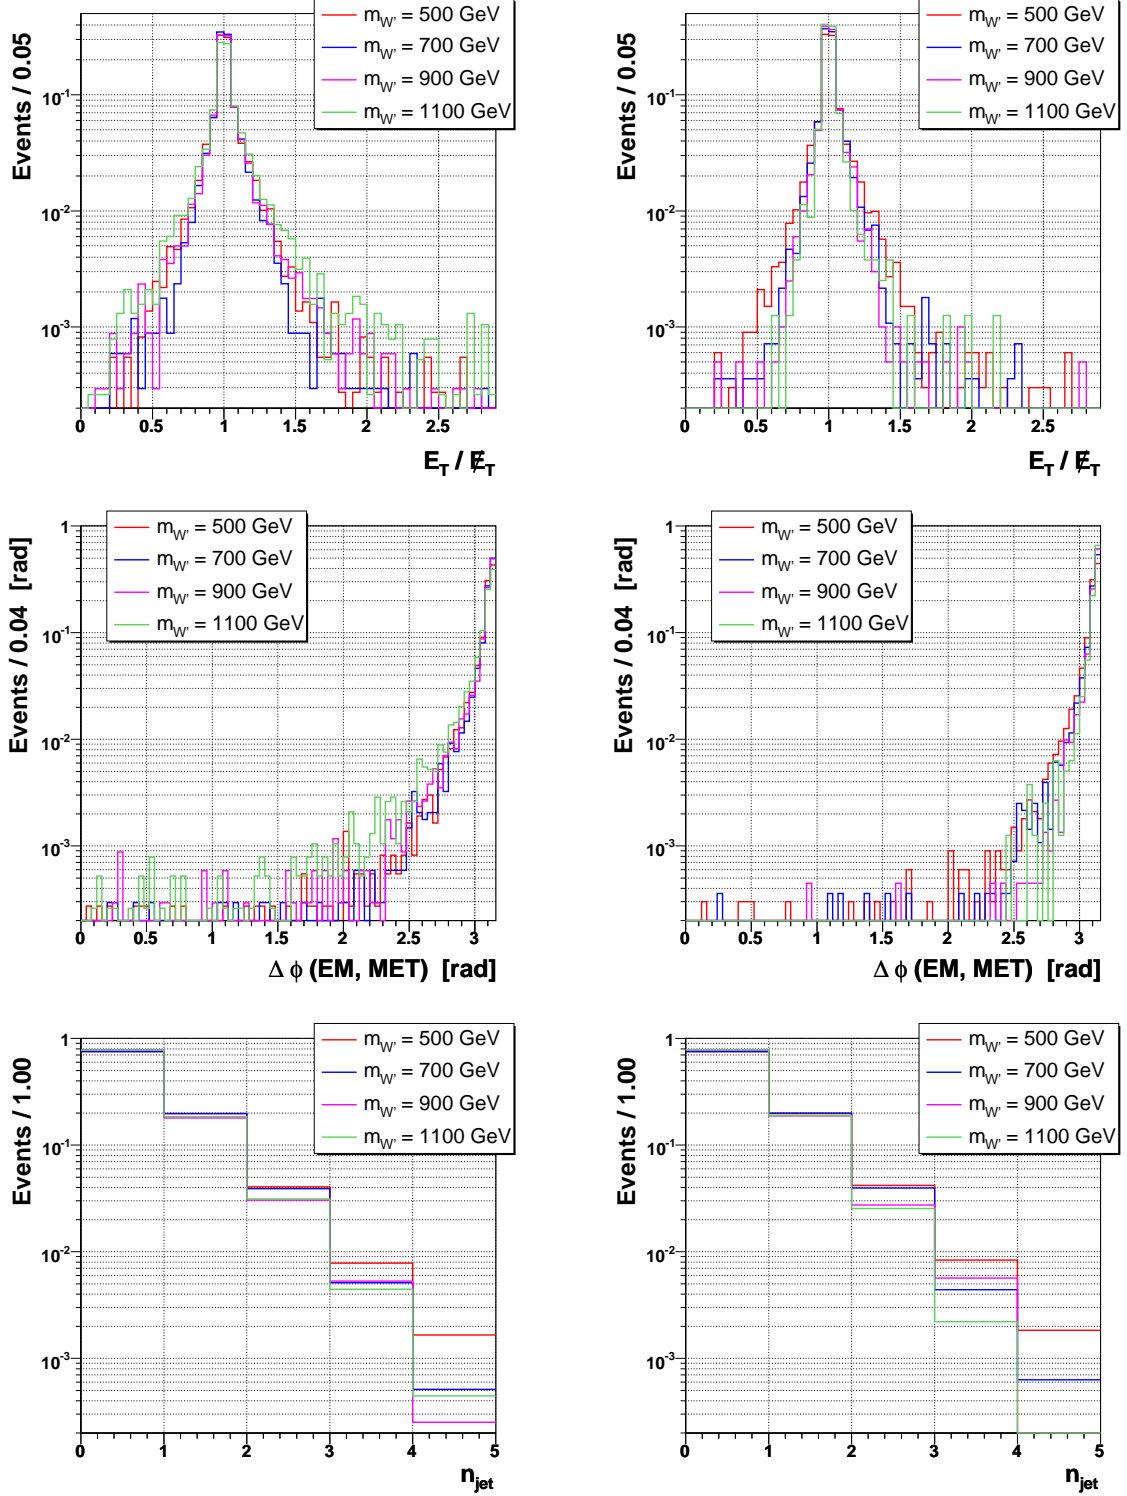 Events / 0.05
m_W' = 500 GeV
m_W' = 700 GeV
m_W' = 900 GeV
m_W' = 1100 GeV
10⁻¹
10⁻²
10⁻³
0 0.5 1 1.5 2 2.5
E_T / E̸_T
Events / 0.05
m_W' = 500 GeV
m_W' = 700 GeV
m_W' = 900 GeV
m_W' = 1100 GeV
10⁻¹
10⁻²
10⁻³
0 0.5 1 1.5 2 2.5
E_T / E̸_T
Events / 0.04 [rad]
m_W' = 500 GeV
m_W' = 700 GeV
m_W' = 900 GeV
m_W' = 1100 GeV
1
10⁻¹
10⁻²
10⁻³
0 0.5 1 1.5 2 2.5 3
Δ ϕ (EM, MET) [rad]
Events / 0.04 [rad]
m_W' = 500 GeV
m_W' = 700 GeV
m_W' = 900 GeV
m_W' = 1100 GeV
1
10⁻¹
10⁻²
10⁻³
0 0.5 1 1.5 2 2.5 3
Δ ϕ (EM, MET) [rad]
Events / 1.00
m_W' = 500 GeV
m_W' = 700 GeV
m_W' = 900 GeV
m_W' = 1100 GeV
1
10⁻¹
10⁻²
10⁻³
0 1 2 3 4 5
n_jet
Events / 1.00
m_W' = 500 GeV
m_W' = 700 GeV
m_W' = 900 GeV
m_W' = 1100 GeV
1
10⁻¹
10⁻²
10⁻³
0 1 2 3 4 5
n_jet